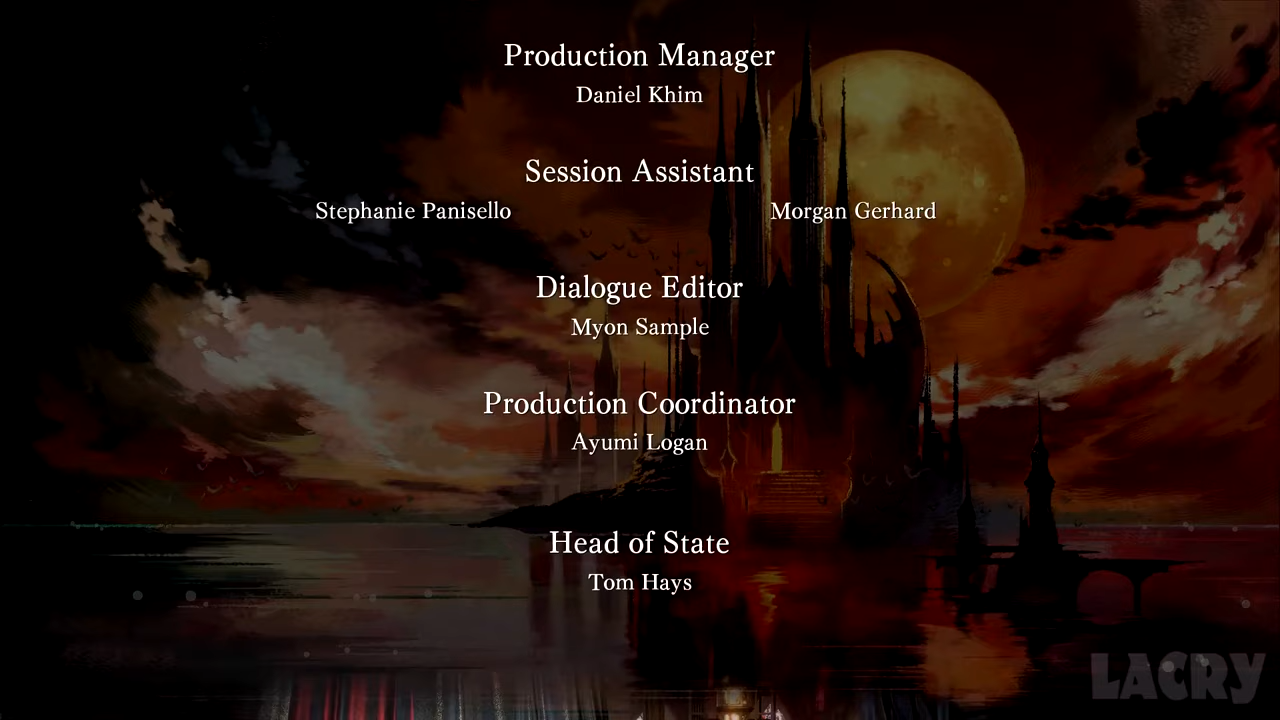 Production Manager
Daniel Khim
Session Assistant
Stephanie Panisello Morgan Gerhard
Dialogue Editor
Myon Sample
Production Coordinator
Ayumi Logan
Head of State
Tom Hays
LACRY